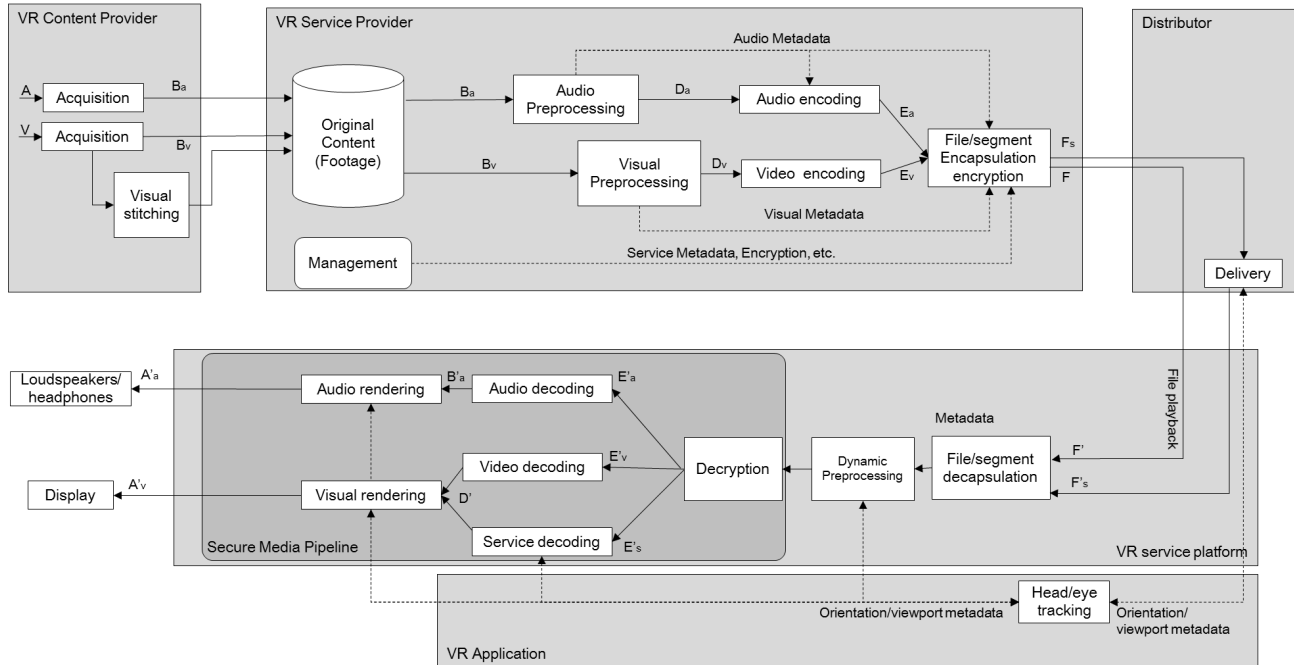 VR Content Provider
A
Acquisition
Ba
V
Acquisition
Bv
Visual
stitching
VR Service Provider
Original
Content
(Footage)
Ba
Audio
Preprocessing
Da
Audio Metadata
Audio encoding
Ea
Bv
Visual
Preprocessing
Dv
Video encoding
Ev
Visual Metadata
File/segment
Encapsulation
encryption
Fs
F
Management
Service Metadata, Encryption, etc.
Distributor
Delivery
File playback
Loudspeakers/
headphones
A'a
Audio rendering
B'a
Audio decoding
E'a
Video decoding
E'v
Display
A'v
Visual rendering
D'
Service decoding
E's
Secure Media Pipeline
Decryption
Dynamic
Preprocessing
Metadata
File/segment
decapsulation
F'
F's
VR service platform
Orientation/viewport metadata
Head/eye
tracking
Orientation/
viewport metadata
VR Application